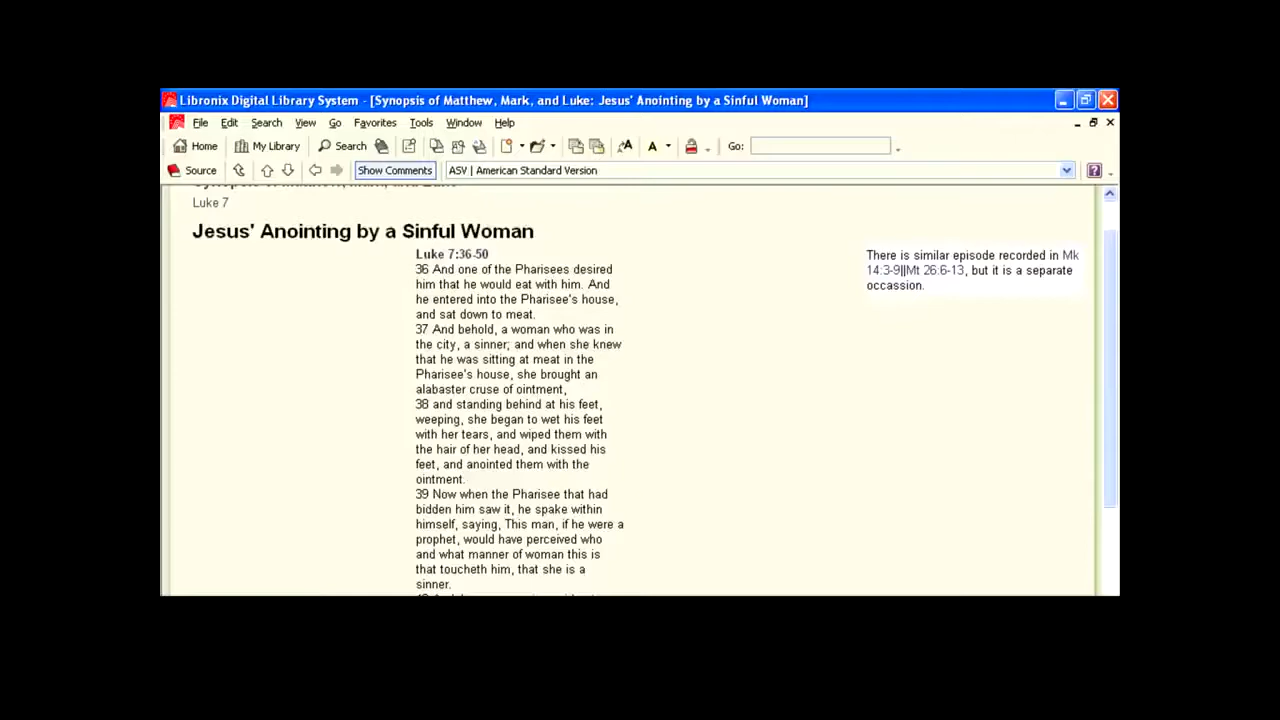 Libronix Digital Library System - [Synopsis of Matthew, Mark, and Luke: Jesus' Anointing by a Sinful Woman]
File Edit Search View Go Favorites Tools Window Help
Home My Library Search A Go:
Source Show Comments ASV | American Standard Version
Synopsis of Matthew, Mark, and Luke
Luke 7
Jesus' Anointing by a Sinful Woman
Luke 7:36-50
36 And one of the Pharisees desired
him that he would eat with him. And
he entered into the Pharisee's house,
and sat down to meat.
37 And behold, a woman who was in
the city, a sinner; and when she knew
that he was sitting at meat in the
Pharisee's house, she brought an
alabaster cruse of ointment,
38 and standing behind at his feet,
weeping, she began to wet his feet
with her tears, and wiped them with
the hair of her head, and kissed his
feet, and anointed them with the
ointment.
39 Now when the Pharisee that had
bidden him saw it, he spake within
himself, saying, This man, if he were a
prophet, would have perceived who
and what manner of woman this is
that toucheth him, that she is a
sinner.
There is similar episode recorded in Mk
14:3-9||Mt 26:6-13, but it is a separate
occassion.